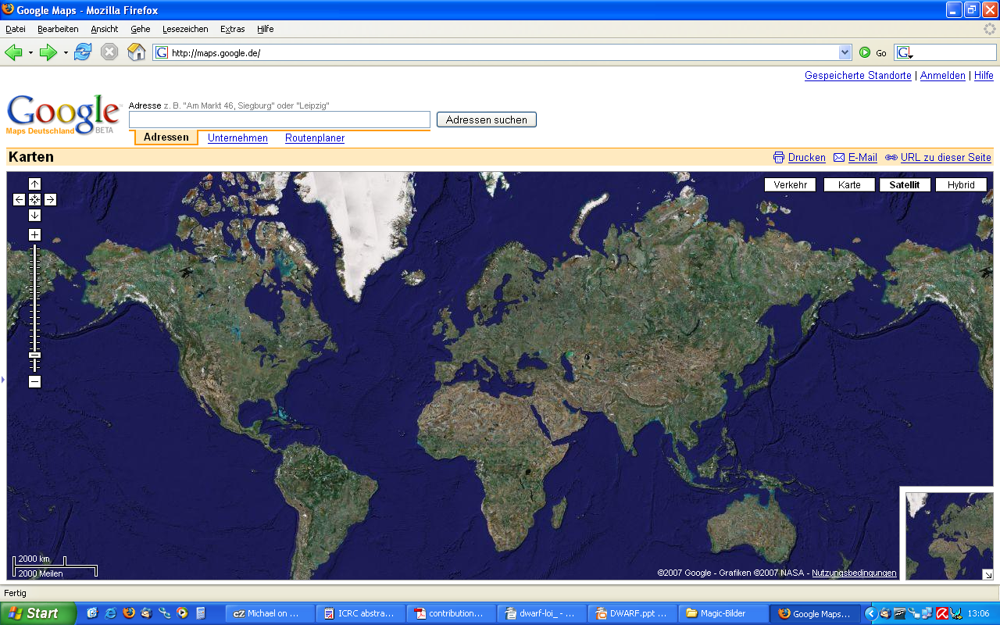 Google Maps - Mozilla Firefox
Datei Bearbeiten Ansicht Gehe Lesezeichen Extras Hilfe
http://maps.google.de/ Go
Gespeicherte Standorte | Anmelden | Hilfe
Google
Maps Deutschland BETA
Adresse z. B. "Am Markt 46, Siegburg" oder "Leipzig"
Adressen suchen
Adressen Unternehmen Routenplaner
Karten Drucken E-Mail URL zu dieser Seite
Verkehr Karte Satellit Hybrid
2000 km
2000 Meilen
©2007 Google - Grafiken ©2007 NASA - Nutzungsbedingungen
Fertig
Start cz Michael on ... ICRC abstra... contribution... dwarf-loi_ - ... DWARF.ppt ... Magic-Bilder Google Maps... 13:06